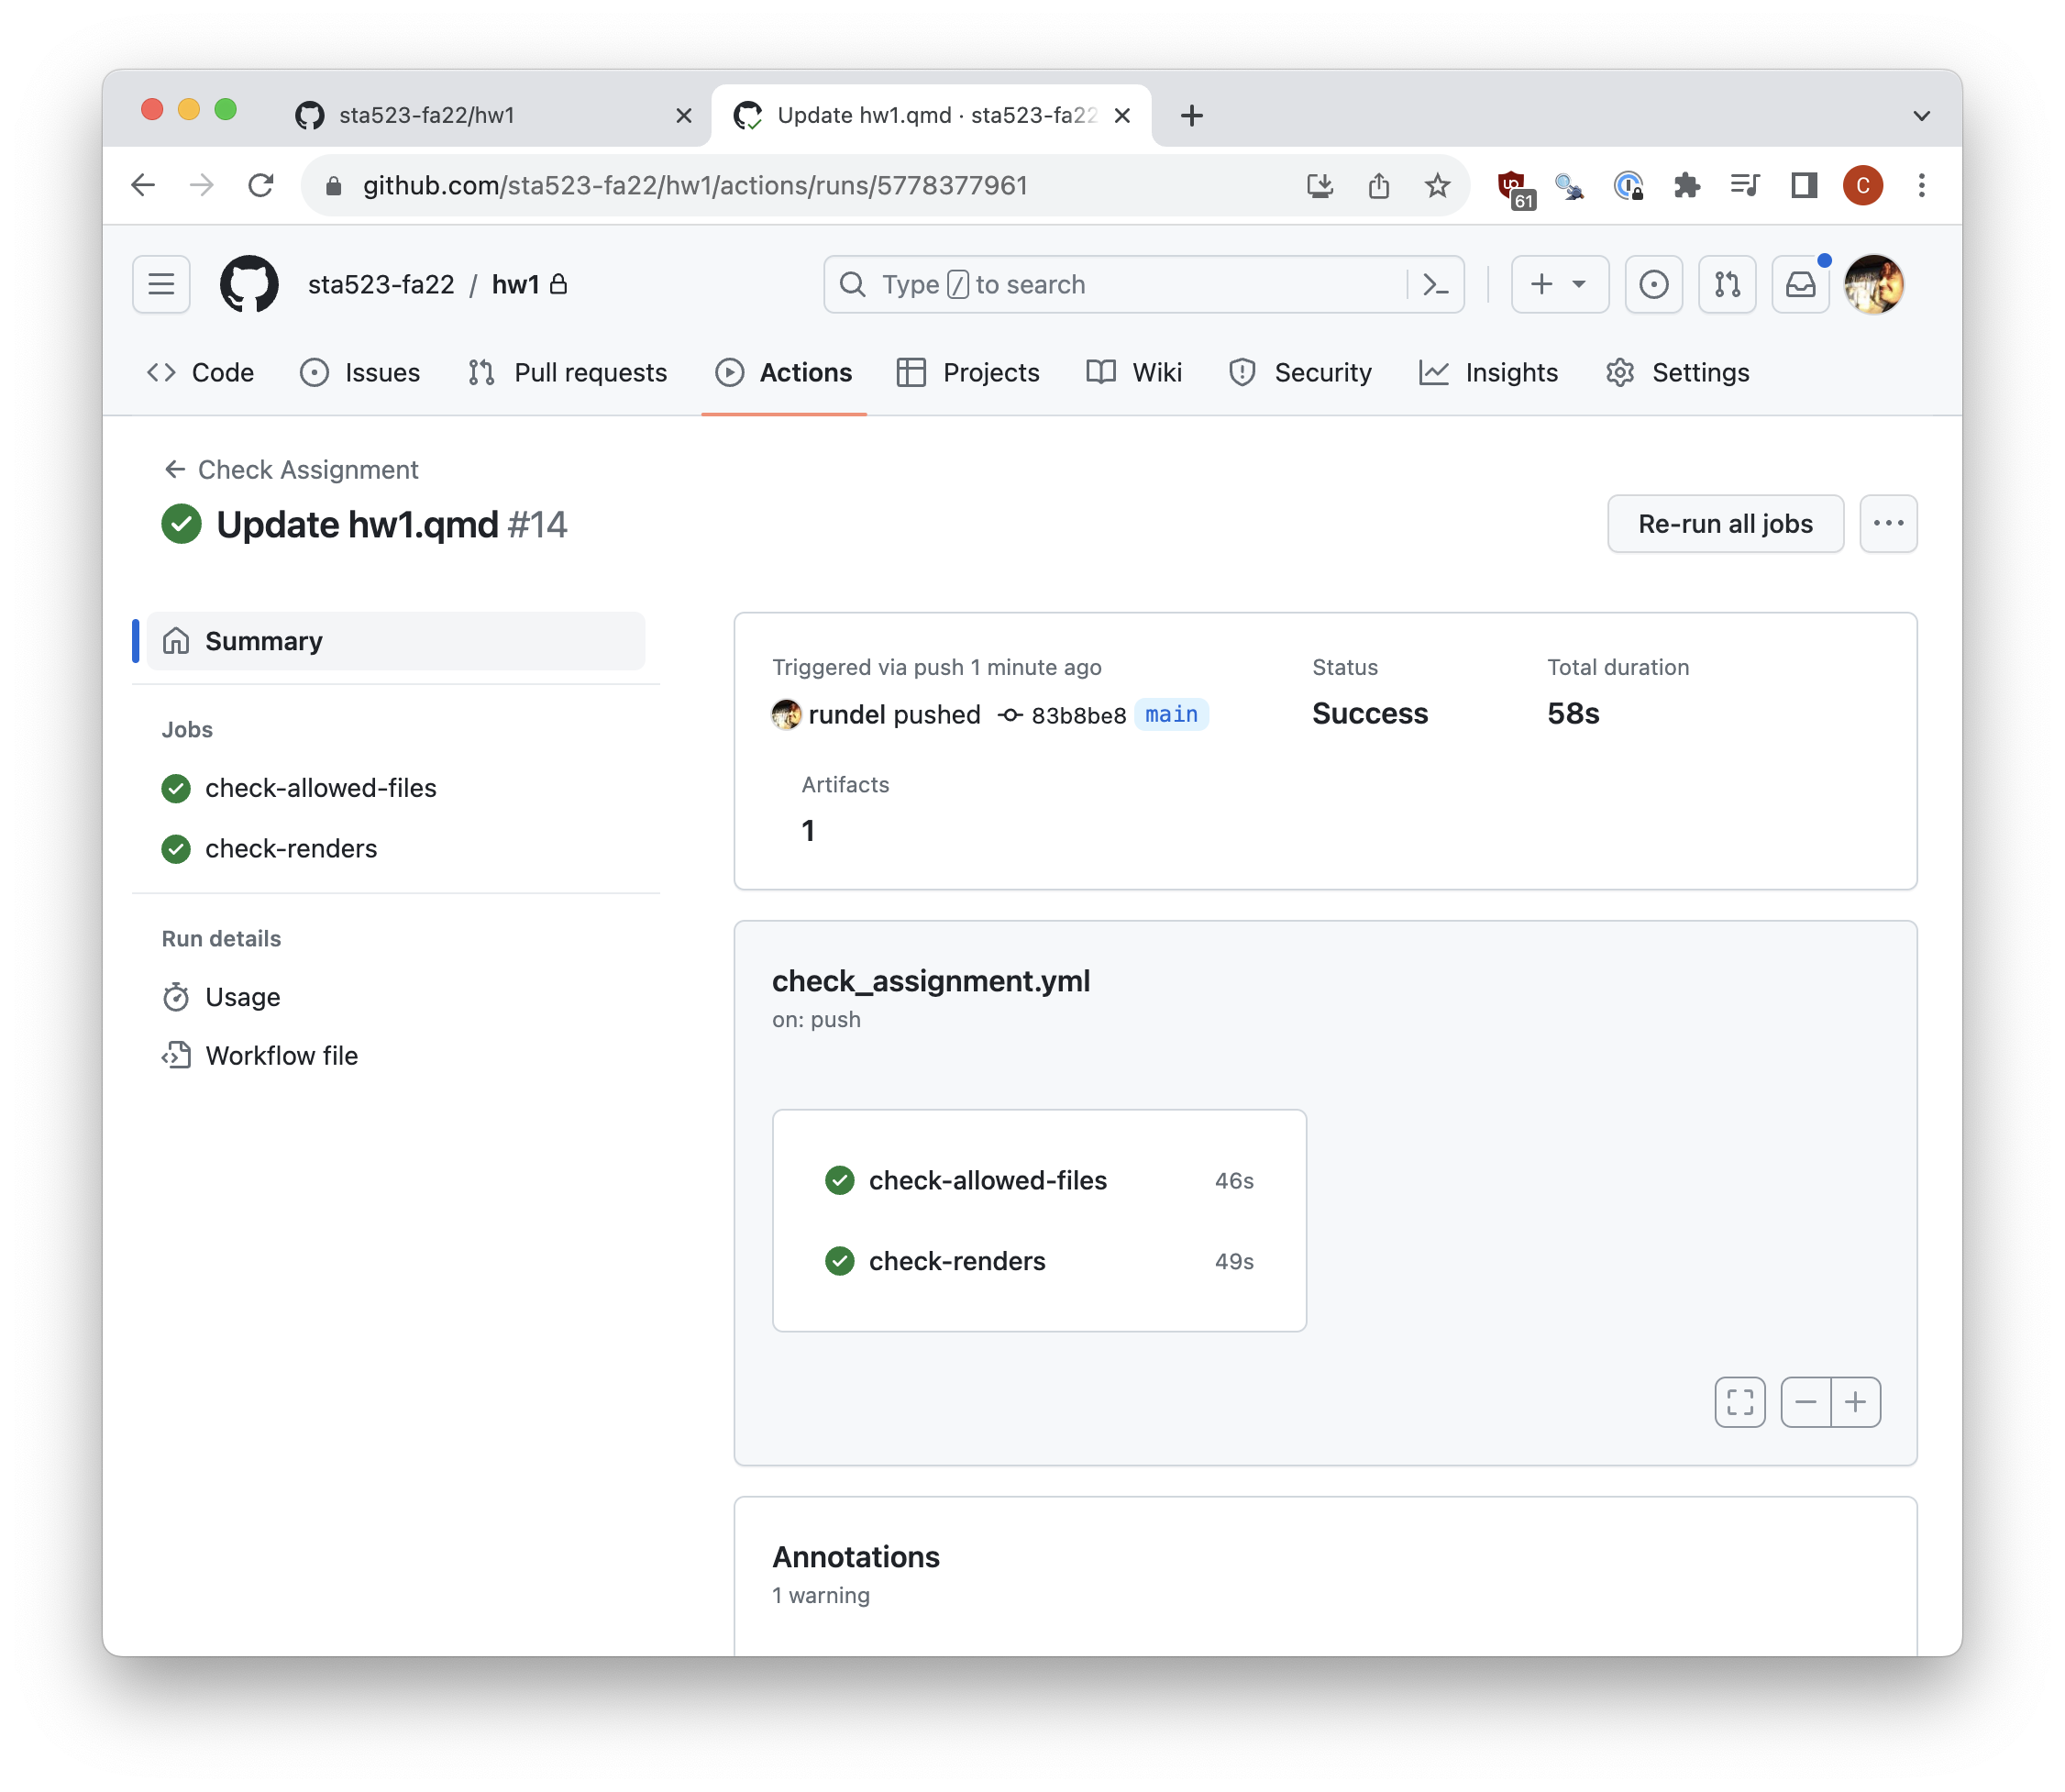 sta523-fa22/hw1
Update hw1.qmd · sta523-fa22
github.com/sta523-fa22/hw1/actions/runs/5778377961
61
C
sta523-fa22 / hw1
Type / to search
Code Issues Pull requests Actions Projects Wiki Security Insights Settings
Check Assignment
Update hw1.qmd #14
Re-run all jobs
Summary
Jobs
check-allowed-files
check-renders
Run details
Usage
Workflow file
Triggered via push 1 minute ago
rundel pushed 83b8be8 main
Status
Success
Total duration
58s
Artifacts
1
check_assignment.yml
on: push
check-allowed-files 46s
check-renders 49s
Annotations
1 warning